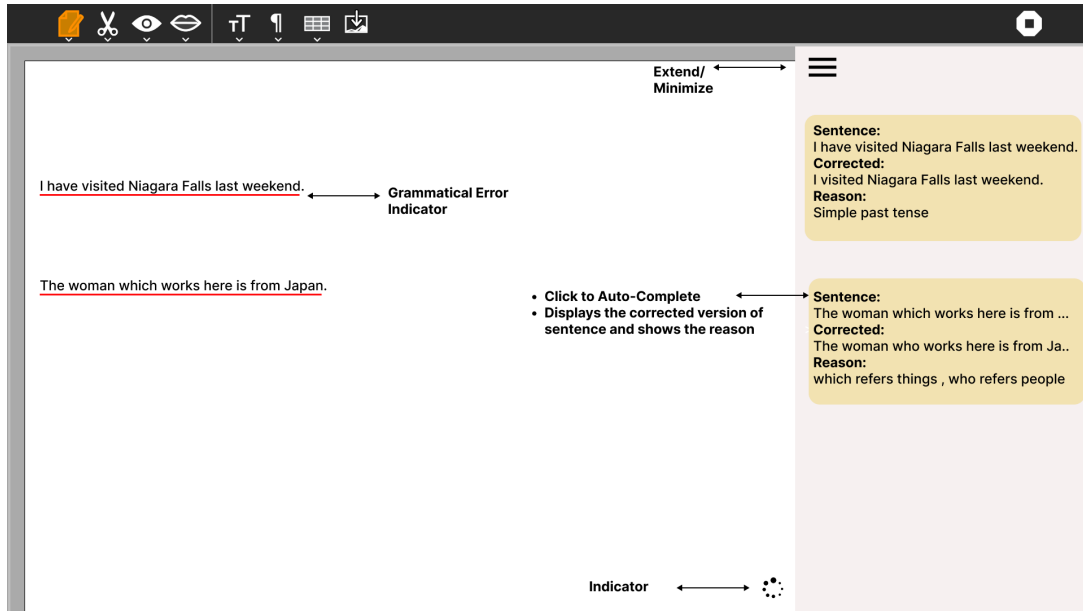 Extend/
Minimize
Sentence:
I have visited Niagara Falls last weekend.
Corrected:
I visited Niagara Falls last weekend.
Reason:
Simple past tense
I have visited Niagara Falls last weekend.
Grammatical Error
Indicator
The woman which works here is from Japan.
• Click to Auto-Complete
• Displays the corrected version of
sentence and shows the reason
Sentence:
The woman which works here is from ...
Corrected:
The woman who works here is from Ja..
Reason:
which refers things , who refers people
Indicator